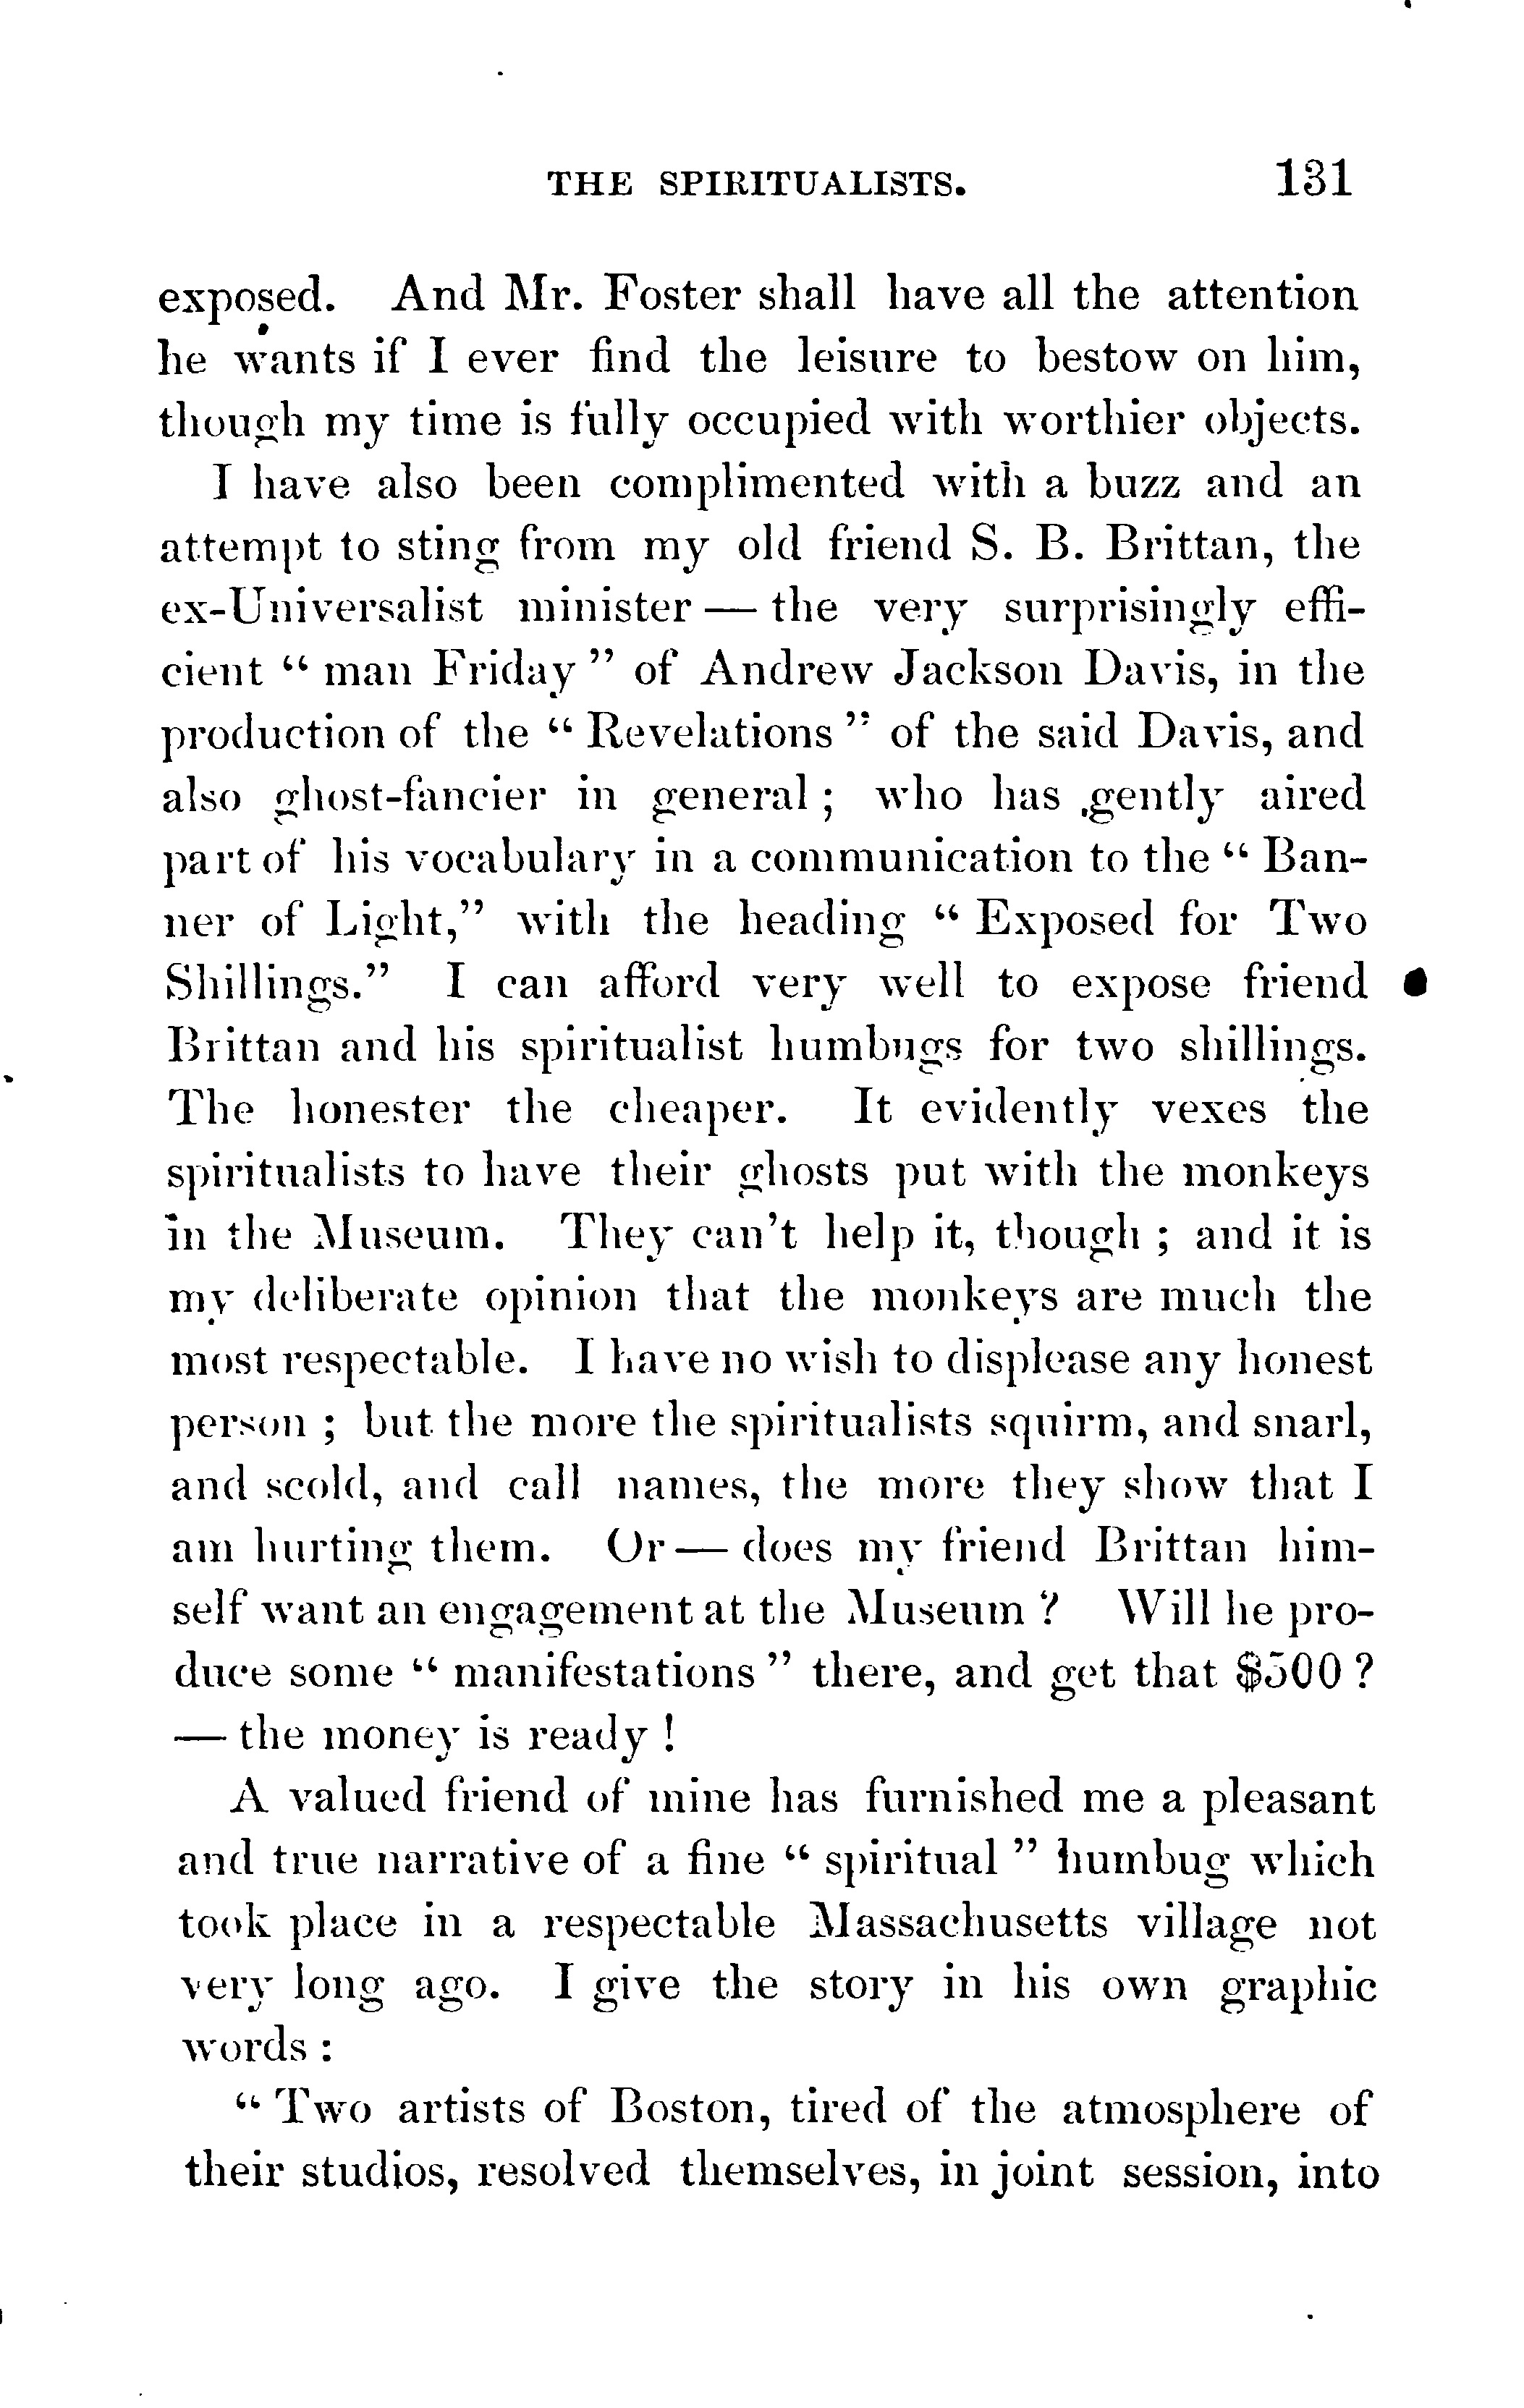 THE SPIRITUALISTS. 131
exposed. And Mr. Foster shall have all the attention
he wants if I ever find the leisure to bestow on him,
though my time is fully occupied with worthier objects.
I have also been complimented with a buzz and an
attempt to sting from my old friend S. B. Brittan, the
ex-Universalist minister — the very surprisingly effi-
cient “ man Friday ” of Andrew Jackson Davis, in the
production of the “ Revelations ” of the said Davis, and
also ghost-fancier in general ; who has gently aired
part of his vocabulary in a communication to the “ Ban-
ner of Light,” with the heading “ Exposed for Two
Shillings.” I can afford very well to expose friend
Brittan and his spiritualist humbugs for two shillings.
The honester the cheaper. It evidently vexes the
spiritualists to have their ghosts put with the monkeys
in the Museum. They can’t help it, though ; and it is
my deliberate opinion that the monkeys are much the
most respectable. I have no wish to displease any honest
person ; but the more the spiritualists squirm, and snarl,
and scold, and call names, the more they show that I
am hurting them. Or — does my friend Brittan him-
self want an engagement at the Museum ? Will he pro-
duce some “ manifestations ” there, and get that $500 ?
— the money is ready !
A valued friend of mine has furnished me a pleasant
and true narrative of a fine “ spiritual ” humbug which
took place in a respectable Massachusetts village not
very long ago. I give the story in his own graphic
words :
“ Two artists of Boston, tired of the atmosphere of
their studios, resolved themselves, in joint session, into